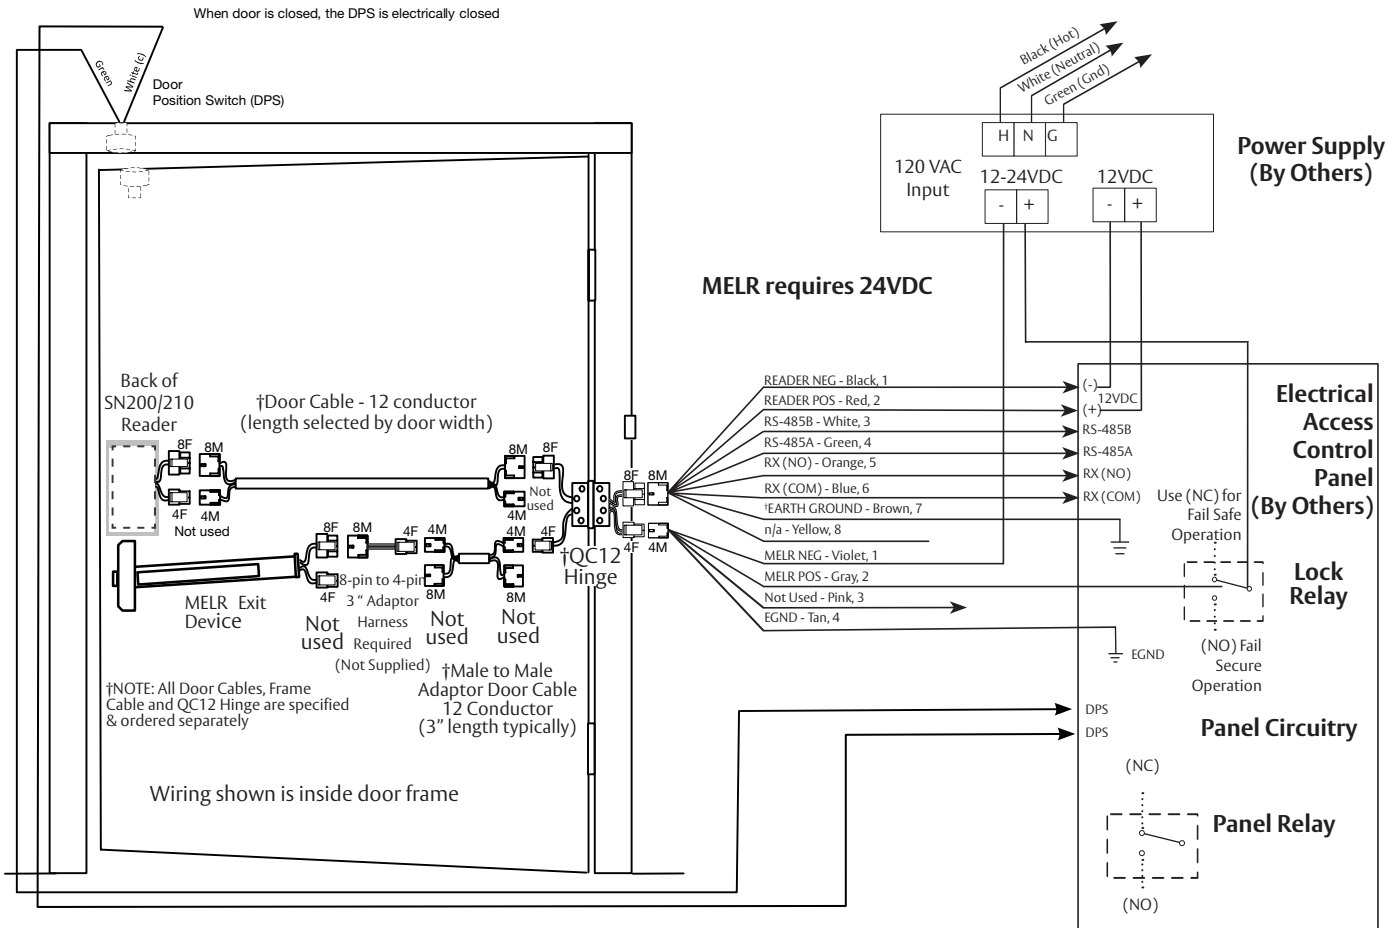 When door is closed, the DPS is electrically closed
Green
White (c)
Door
Position Switch (DPS)
Black (Hot)
White (Neutral)
Green (Gnd)
H N G
120 VAC
Input
12-24VDC
12VDC
- +
- +
Power Supply
(By Others)
MELR requires 24VDC
Back of
SN200/210
Reader
†Door Cable - 12 conductor
(length selected by door width)
8F
8M
4F
4M
Not used
8M
8F
Not
used
4M
8F
8M
4F
4M
8F
8M
4F
4M
4M
4F
4F
8M
8M
8-pin to 4-pin
3 “ Adaptor
Harness
Required
(Not Supplied)
MELR Exit
Device
Not
used
Not
used
Not
used
†QC12
Hinge
†Male to Male
Adaptor Door Cable
12 Conductor
(3” length typically)
†NOTE: All Door Cables, Frame
Cable and QC12 Hinge are specified
& ordered separately
Wiring shown is inside door frame
READER NEG - Black, 1
READER POS - Red, 2
RS-485B - White, 3
RS-485A - Green, 4
RX (NO) - Orange, 5
RX (COM) - Blue, 6
†EARTH GROUND - Brown, 7
n/a - Yellow, 8
MELR NEG - Violet, 1
MELR POS - Gray, 2
Not Used - Pink, 3
EGND - Tan, 4
EGND
(-)
12VDC
(+)
RS-485B
RS-485A
RX (NO)
RX (COM)
Electrical
Access
Control
Panel
(By Others)
Use (NC) for
Fail Safe
Operation
Lock
Relay
(NO) Fail
Secure
Operation
DPS
DPS
Panel Circuitry
(NC)
Panel Relay
(NO)